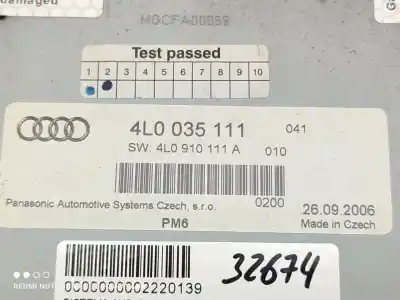 damaged
MGCFA00059
Test passed
1 2 3 4 5 6 7 8 9 10
4L0 035 111 041
SW: 4L0 910 111 A 010
Panasonic Automotive Systems Czech, s.r.o. 0200 26.09.2006
PM6 Made in Czech
0000000002220139
32674
REDMI NOTE